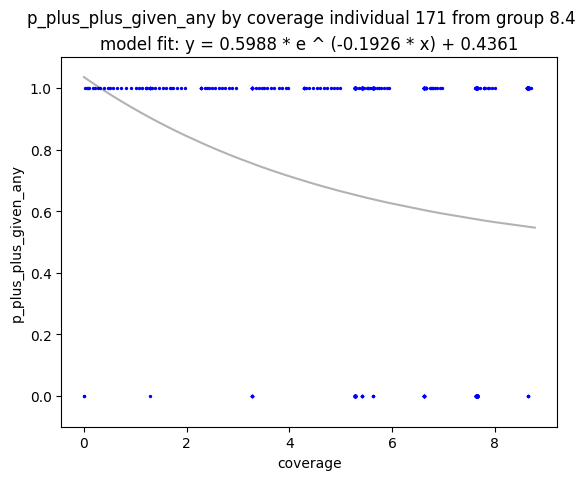 p_plus_plus_given_any by coverage individual 171 from group 8.4
model fit: y = 0.5988 * e ^ (-0.1926 * x) + 0.4361
1.0
0.8
0.6
0.4
0.2
0.0
p_plus_plus_given_any
0 2 4 6 8
coverage